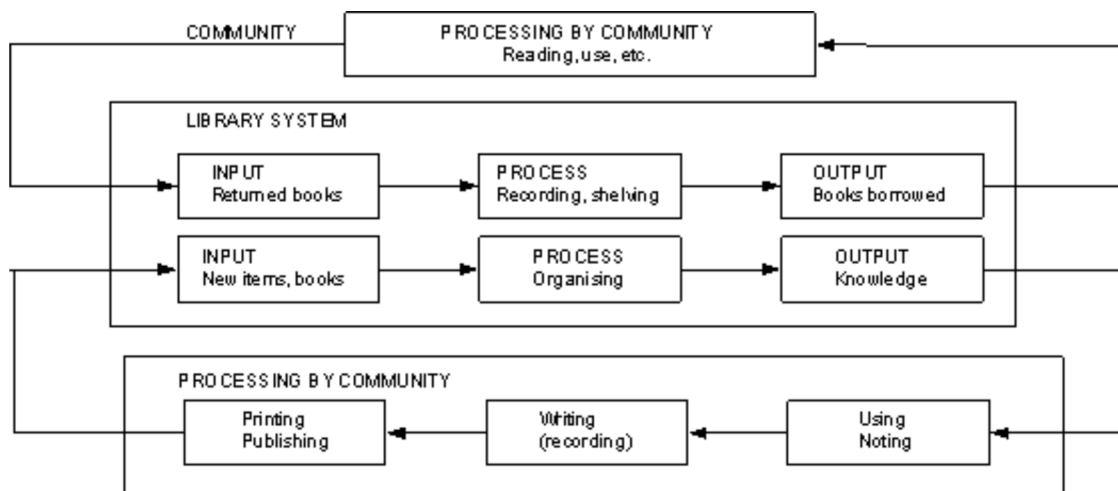 COMMUNITY
PROCESSING BY COMMUNITY
Reading, use, etc.
LIBRARY SYSTEM
INPUT
Returned books
PROCESS
Recording, shelving
OUTPUT
Books borrowed
INPUT
New items, books
PROCESS
Organising
OUTPUT
Knowledge
PROCESSING BY COMMUNITY
Printing
Publishing
Writing
(recording)
Using
Noting